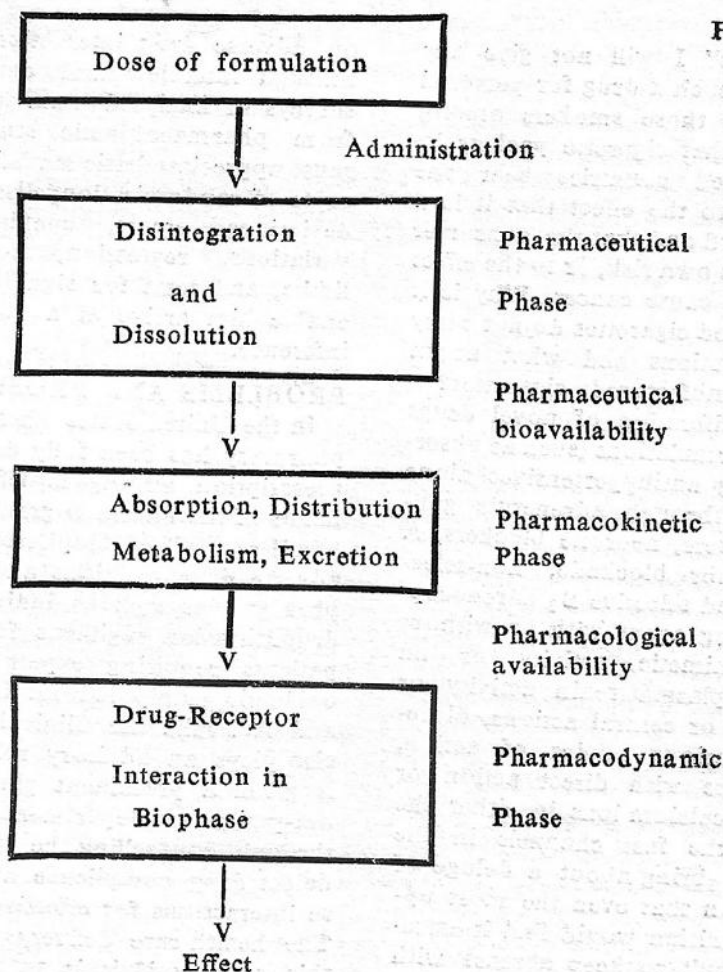 Dose of formulation
Administration
Disintegration
and
Dissolution
Pharmaceutical
Phase
Pharmaceutical
bioavailability
Absorption, Distribution
Metabolism, Excretion
Pharmacokinetic
Phase
Pharmacological
availability
Drug-Receptor
Interaction in
Biophase
Pharmacodynamic
Phase
Effect